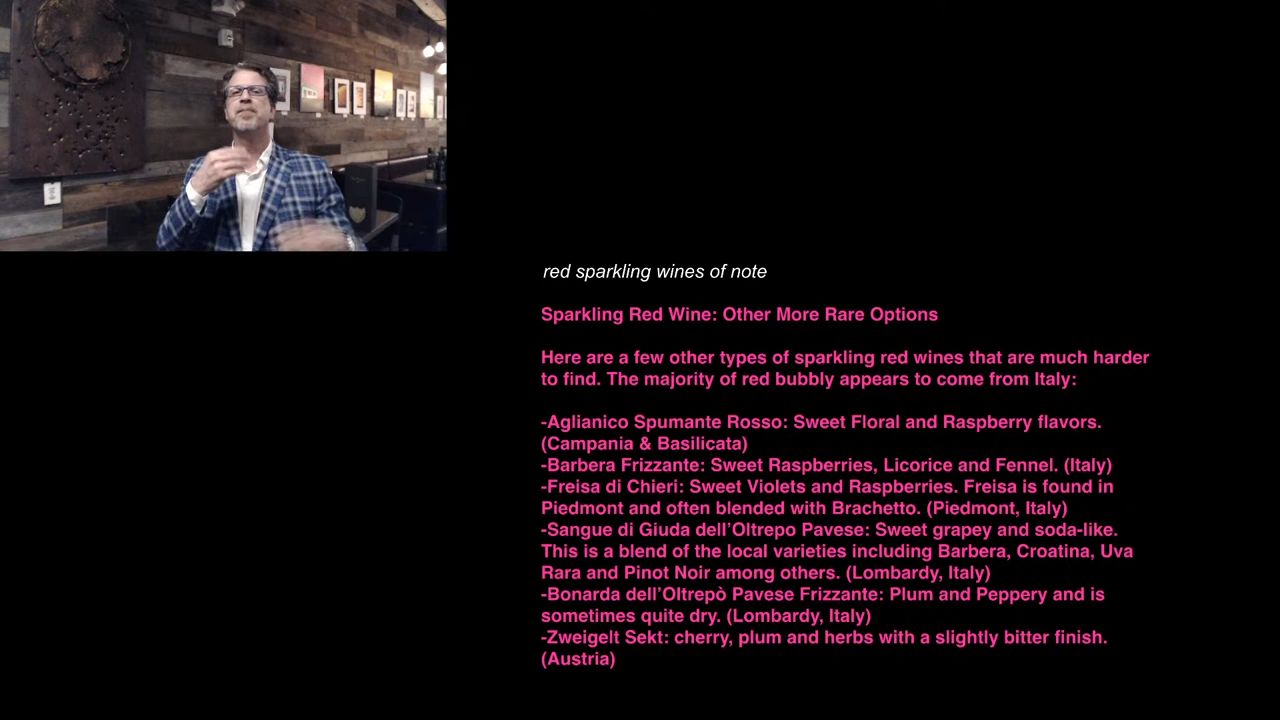 red sparkling wines of note
Sparkling Red Wine: Other More Rare Options
Here are a few other types of sparkling red wines that are much harder
to find. The majority of red bubbly appears to come from Italy:
-Aglianico Spumante Rosso: Sweet Floral and Raspberry flavors.
(Campania & Basilicata)
-Barbera Frizzante: Sweet Raspberries, Licorice and Fennel. (Italy)
-Freisa di Chieri: Sweet Violets and Raspberries. Freisa is found in
Piedmont and often blended with Brachetto. (Piedmont, Italy)
-Sangue di Giuda dell’Oltrepo Pavese: Sweet grapey and soda-like.
This is a blend of the local varieties including Barbera, Croatina, Uva
Rara and Pinot Noir among others. (Lombardy, Italy)
-Bonarda dell’Oltrepò Pavese Frizzante: Plum and Peppery and is
sometimes quite dry. (Lombardy, Italy)
-Zweigelt Sekt: cherry, plum and herbs with a slightly bitter finish.
(Austria)